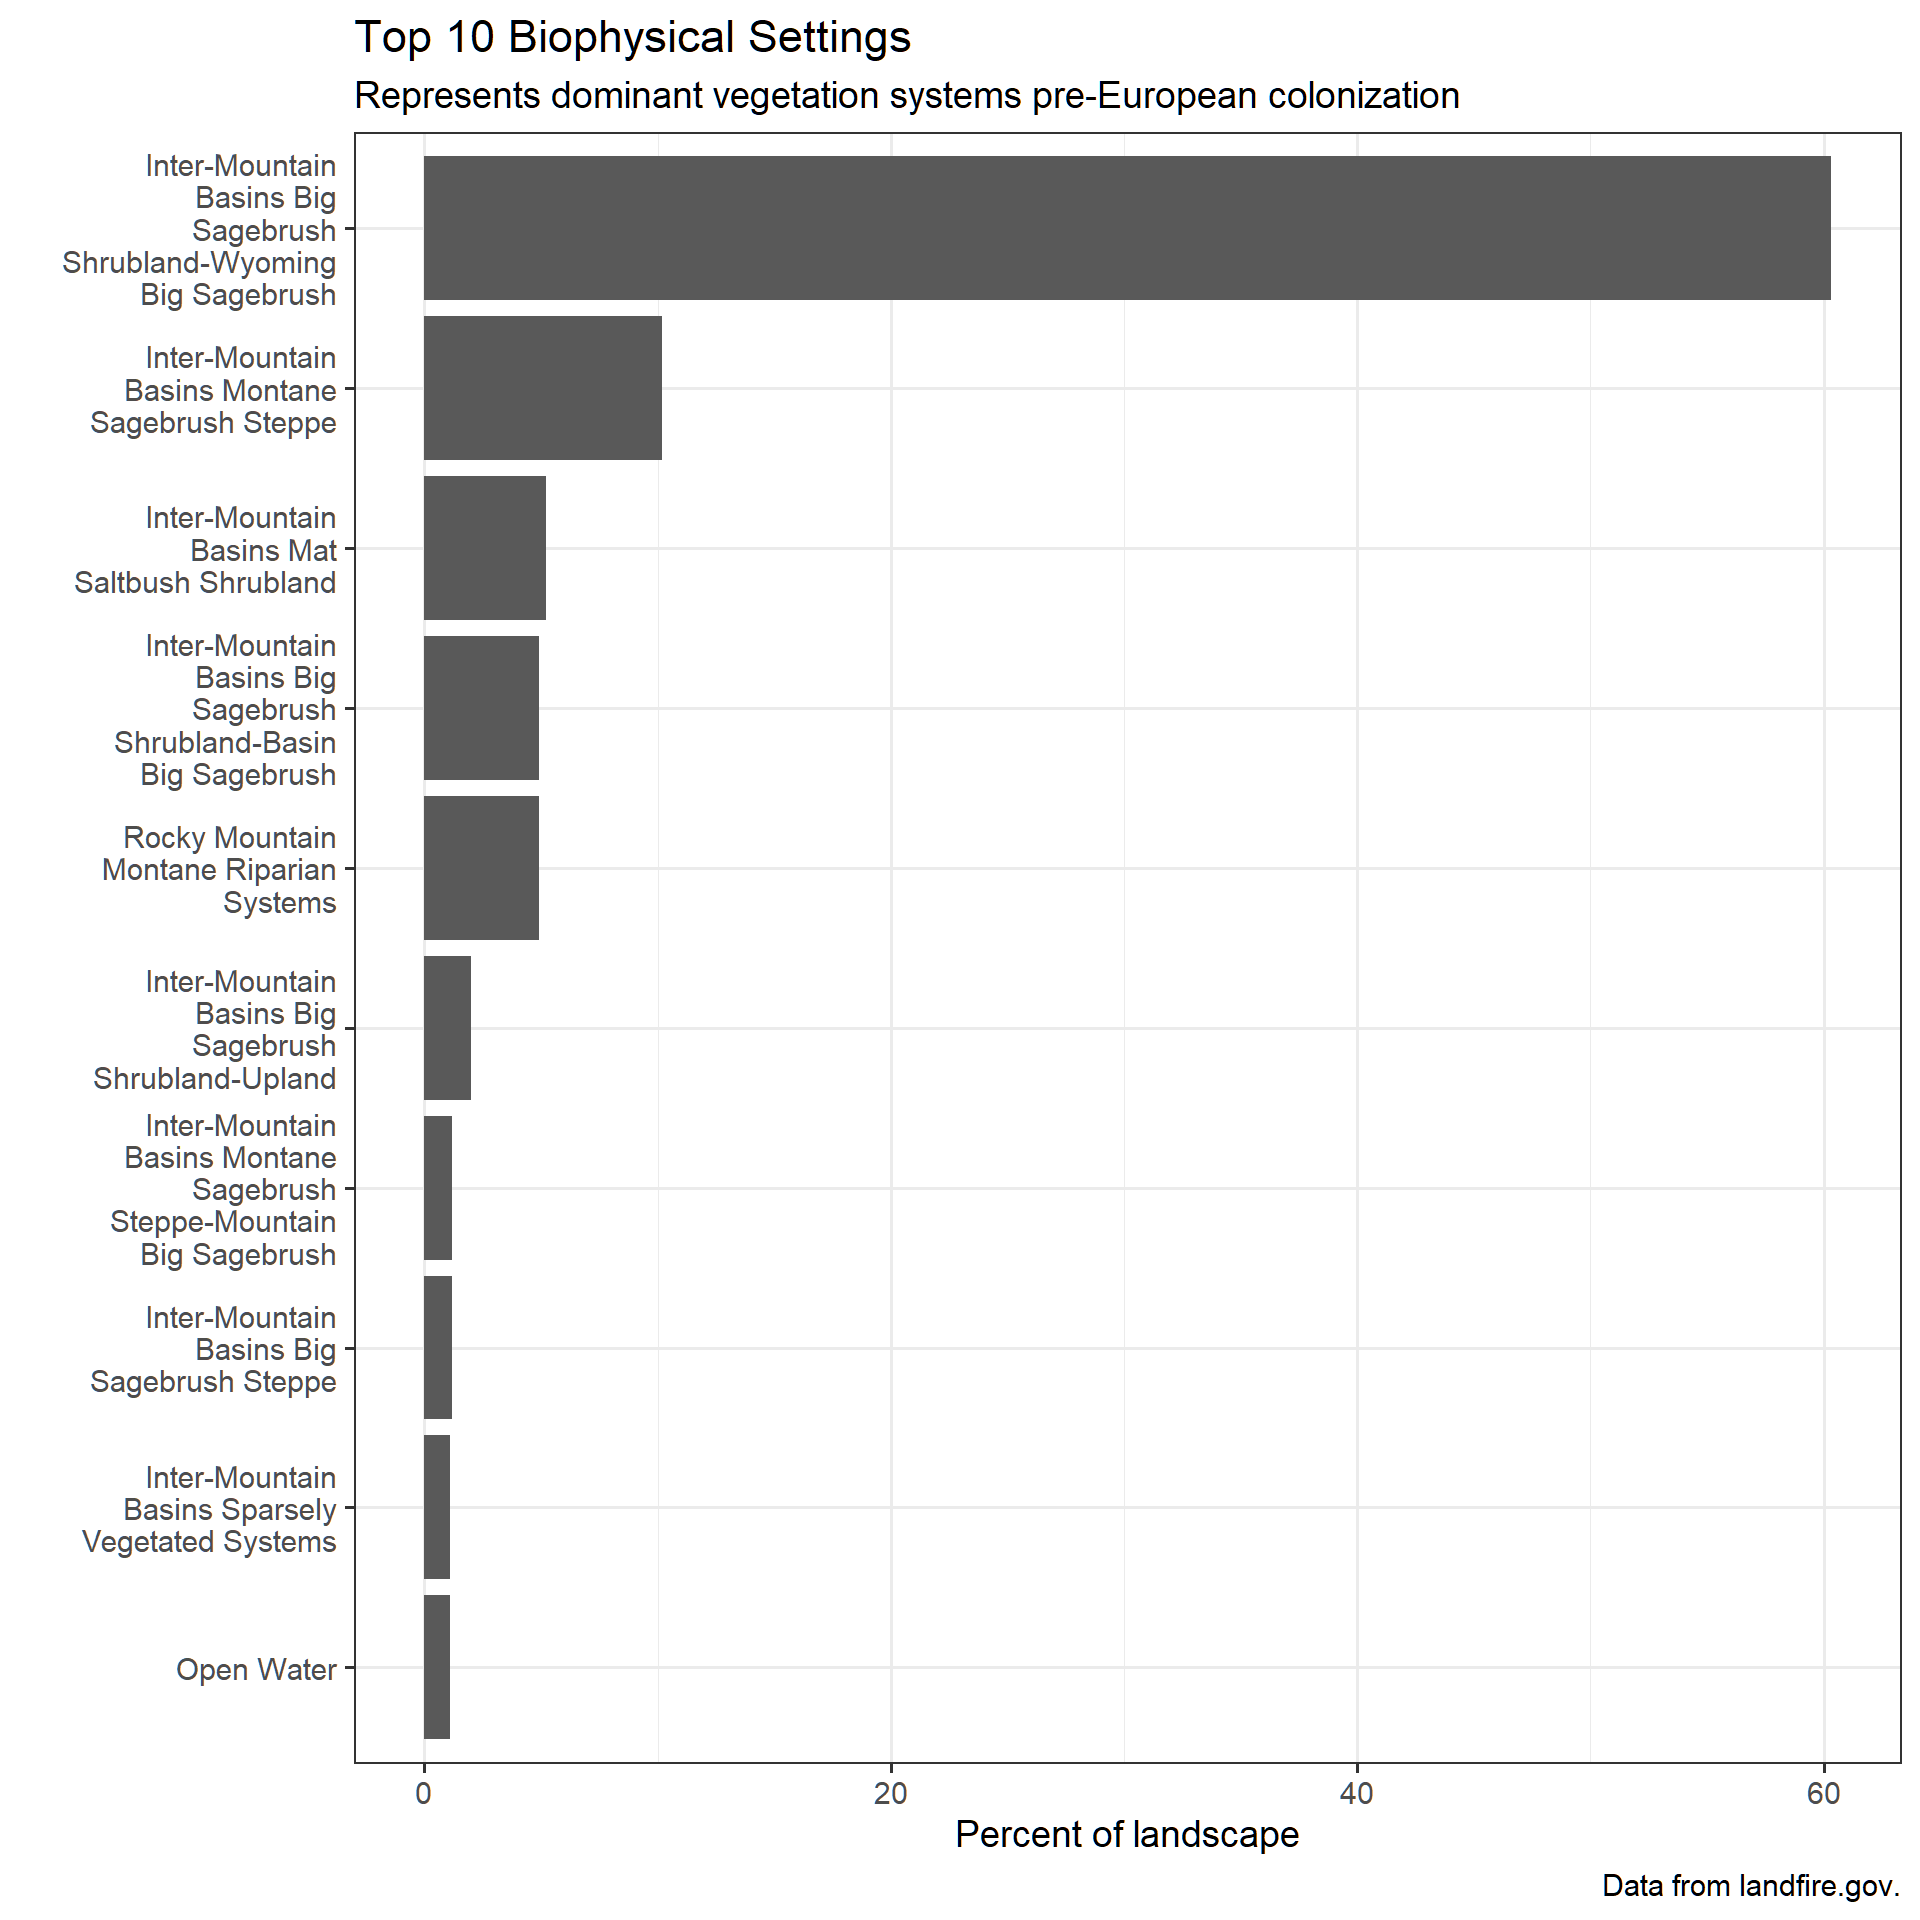 Top 10 Biophysical Settings
Represents dominant vegetation systems pre-European colonization
Inter-Mountain
Basins Big
Sagebrush
Shrubland-Wyoming
Big Sagebrush
Inter-Mountain
Basins Montane
Sagebrush Steppe
Inter-Mountain
Basins Mat
Saltbush Shrubland
Inter-Mountain
Basins Big
Sagebrush
Shrubland-Basin
Big Sagebrush
Rocky Mountain
Montane Riparian
Systems
Inter-Mountain
Basins Big
Sagebrush
Shrubland-Upland
Inter-Mountain
Basins Montane
Sagebrush
Steppe-Mountain
Big Sagebrush
Inter-Mountain
Basins Big
Sagebrush Steppe
Inter-Mountain
Basins Sparsely
Vegetated Systems
Open Water
0 20 40 60
Percent of landscape
Data from landfire.gov.